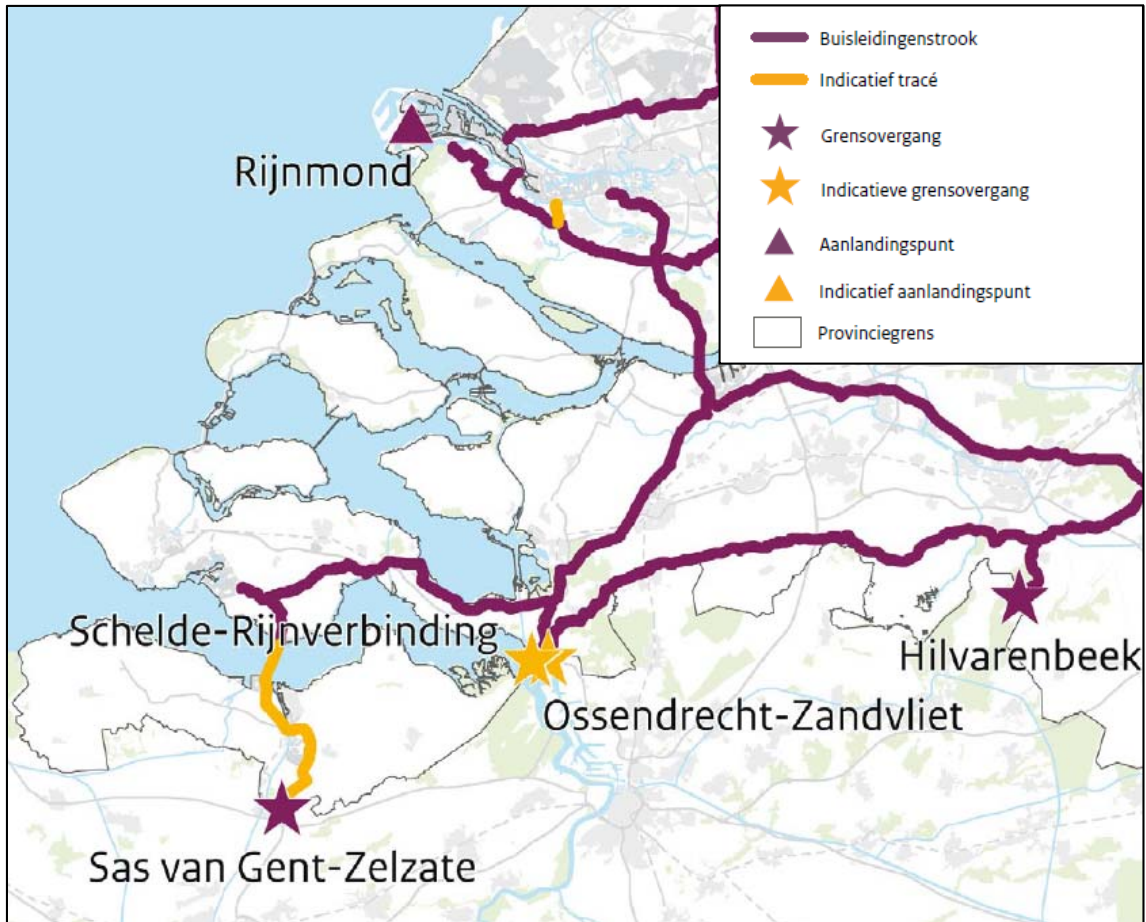 Buisleidingenstrook
Indicatief tracé
Grensovergang
Indicatieve grensovergang
Aanlandingspunt
Indicatief aanlandingspunt
Provinciegrens
Rijnmond
Schelde-Rijnverbinding
Hilvarenbeek
Ossendrecht-Zandvliet
Sas van Gent-Zelzate